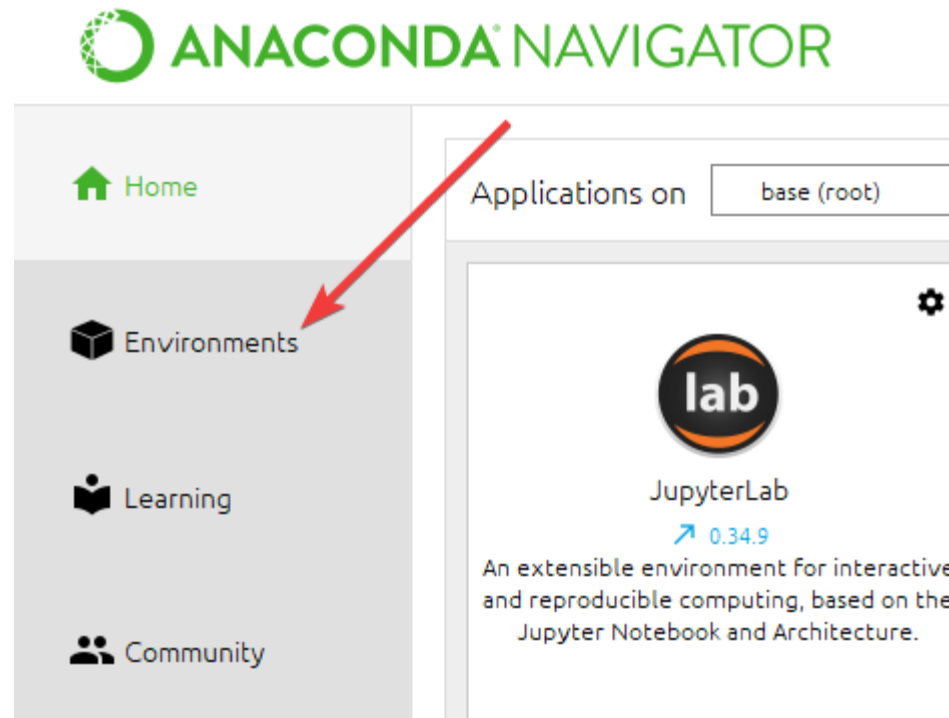 ANACONDA NAVIGATOR
Home
Applications on base (root)
Environments
lab
JupyterLab
0.34.9
An extensible environment for interactive
and reproducible computing, based on the
Jupyter Notebook and Architecture.
Learning
Community